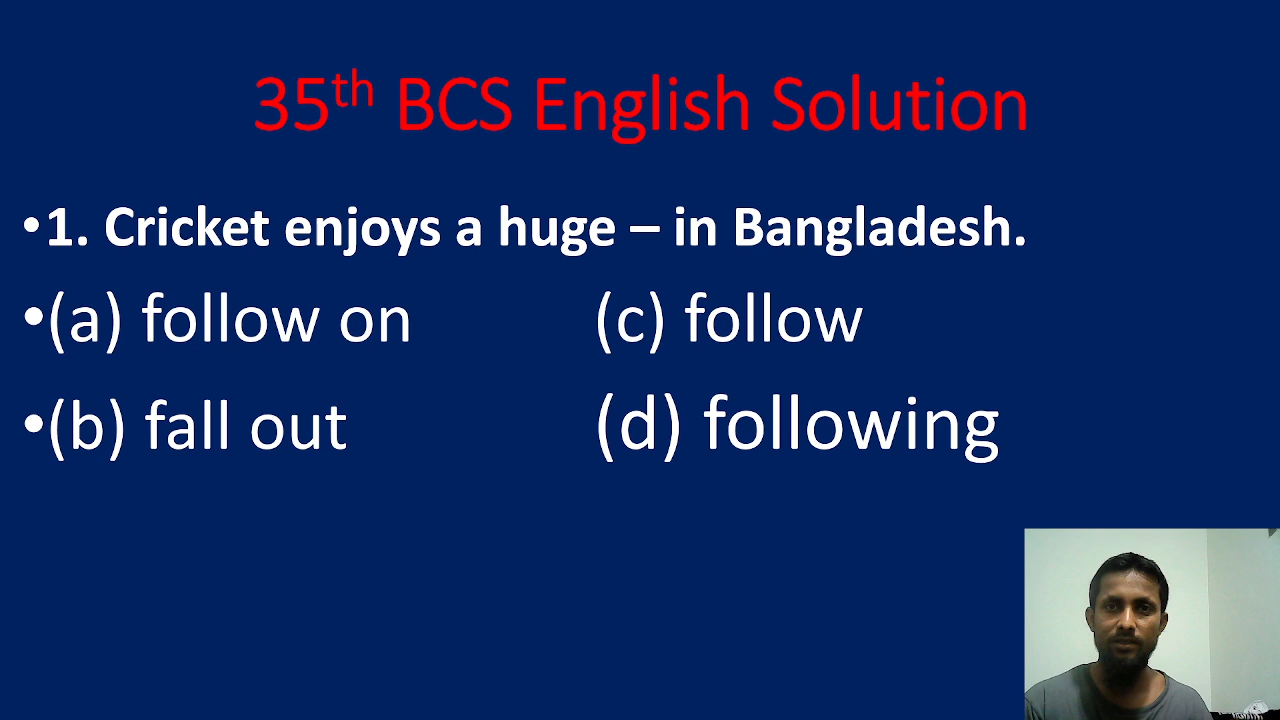 35th BCS English Solution
•1. Cricket enjoys a huge – in Bangladesh.
•(a) follow on (c) follow
•(b) fall out (d) following